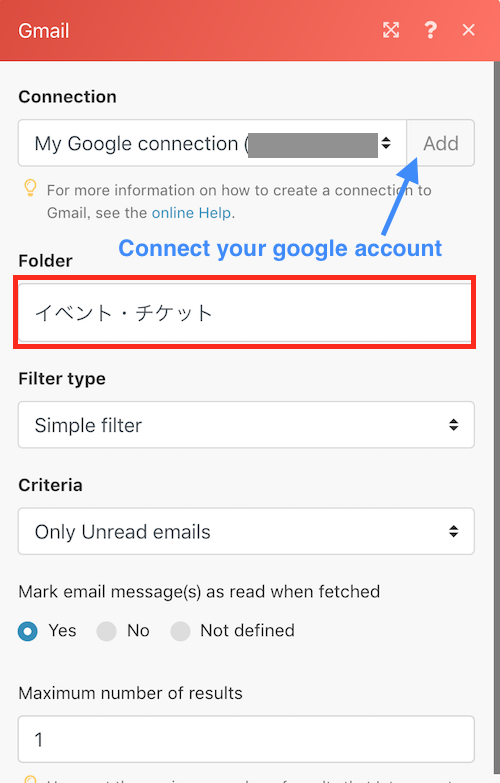 Gmail
?
Connection
My Google connection (
Add
For more information on how to create a connection to
Gmail, see the online Help.
Connect your google account
Folder
イベント・チケット
Filter type
Simple filter
Criteria
Only Unread emails
Mark email message(s) as read when fetched
Yes No Not defined
Maximum number of results
1